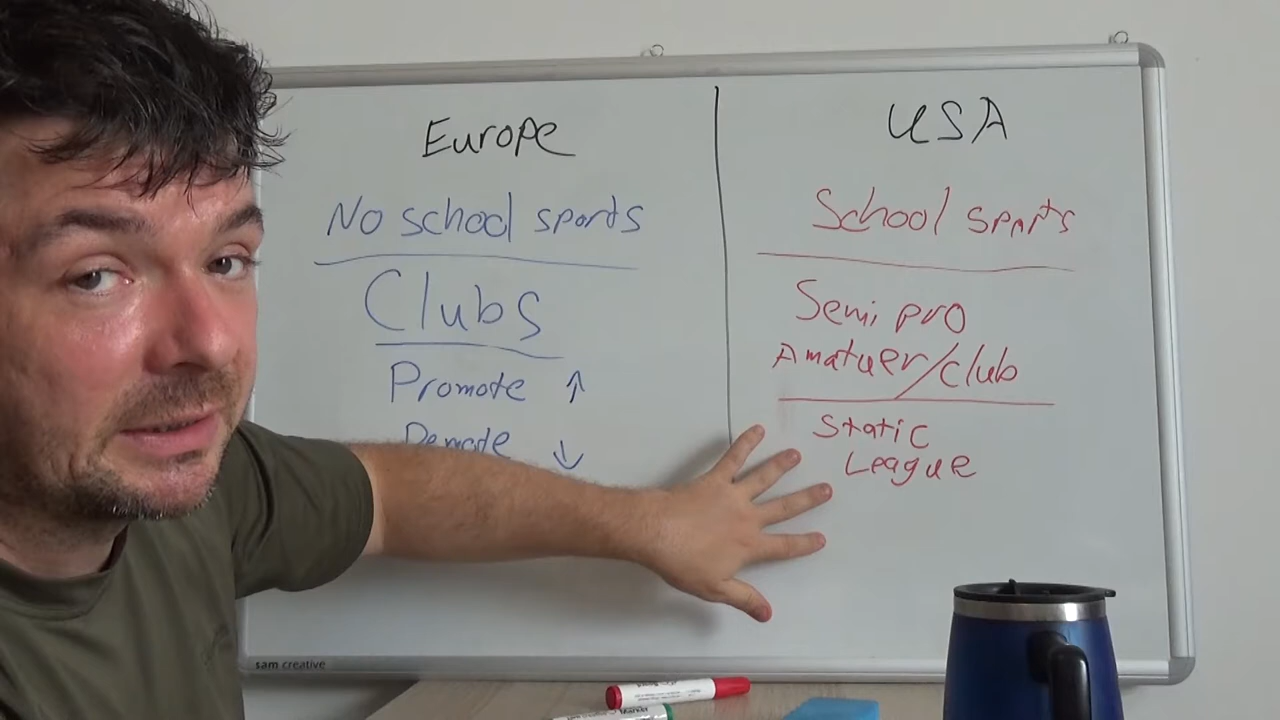 Europe
No school sports
Clubs
Promote ↑
Demote ↓
USA
School sports
Semi pro
Amatuer/club
Static
League
sam creative